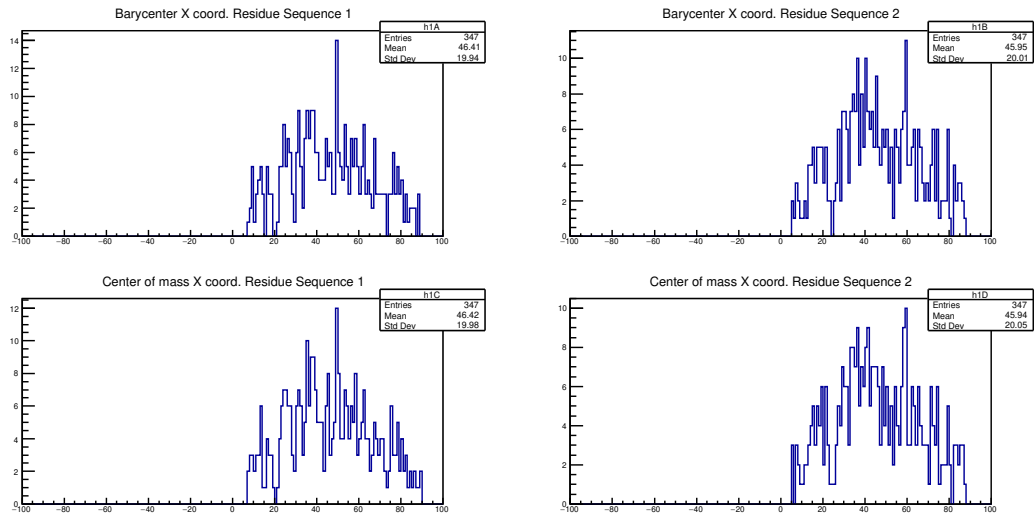 Barycenter X coord. Residue Sequence 1
h1A
Entries 347
Mean 46.41
Std Dev 19.94
14
12
10
8
6
4
2
0
−100 −80 −60 −40 −20 0 20 40 60 80 100
Barycenter X coord. Residue Sequence 2
h1B
Entries 347
Mean 45.95
Std Dev 20.01
10
8
6
4
2
0
−100 −80 −60 −40 −20 0 20 40 60 80 100
Center of mass X coord. Residue Sequence 1
h1C
Entries 347
Mean 46.42
Std Dev 19.98
12
10
8
6
4
2
0
−100 −80 −60 −40 −20 0 20 40 60 80 100
Center of mass X coord. Residue Sequence 2
h1D
Entries 347
Mean 45.94
Std Dev 20.05
10
8
6
4
2
0
−100 −80 −60 −40 −20 0 20 40 60 80 100